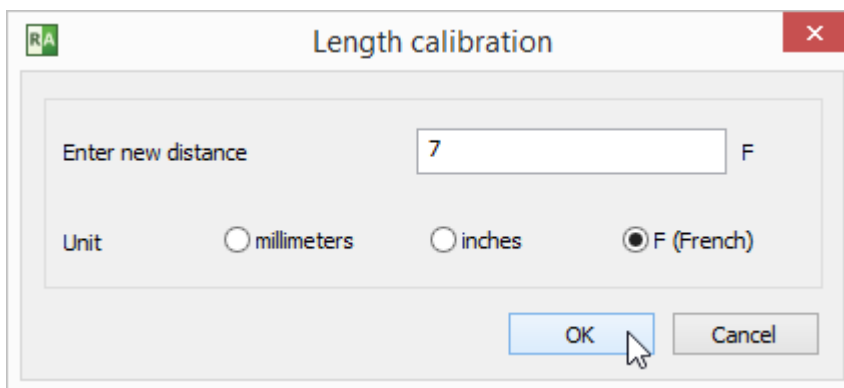 RA Length calibration
Enter new distance 7 F
Unit millimeters inches F (French)
OK Cancel